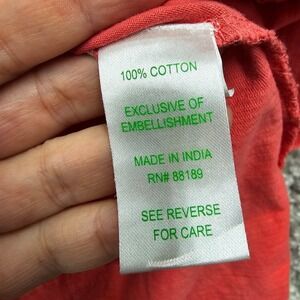 100% COTTON
EXCLUSIVE OF
EMBELLISHMENT
MADE IN INDIA
RN# 88189
SEE REVERSE
FOR CARE